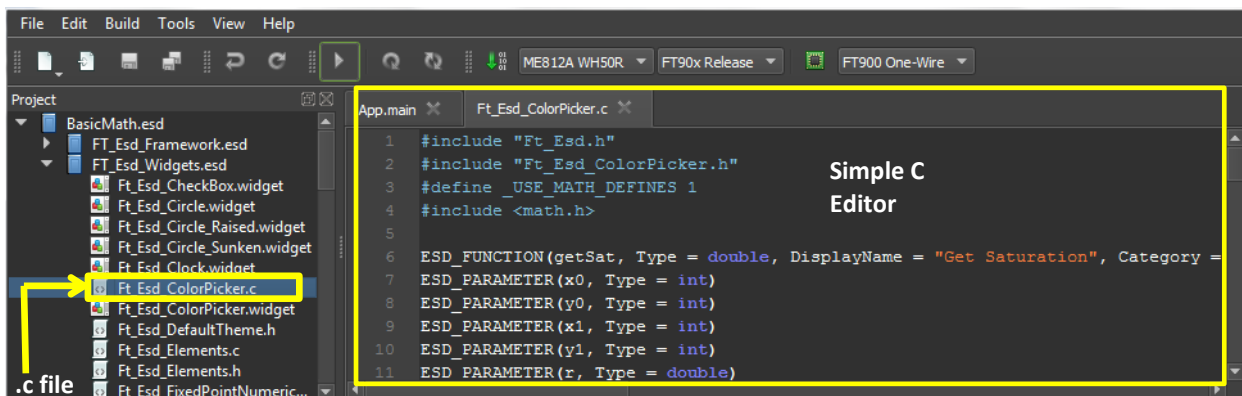 File Edit Build Tools View Help
ME812A WH50R FT90x Release FT900 One-Wire
Project
BasicMath.esd
FT_Esd_Framework.esd
FT_Esd_Widgets.esd
Ft_Esd_CheckBox.widget
Ft_Esd_Circle.widget
Ft_Esd_Circle_Raised.widget
Ft_Esd_Circle_Sunken.widget
Ft_Esd_Clock.widget
Ft_Esd_ColorPicker.c
Ft_Esd_ColorPicker.widget
Ft_Esd_DefaultTheme.h
Ft_Esd_Elements.c
Ft_Esd_Elements.h
Ft_Esd_FixedPointNumeric...
.c file
App.main Ft_Esd_ColorPicker.c
1 #include "Ft_Esd.h"
2 #include "Ft_Esd_ColorPicker.h"
3 #define _USE_MATH_DEFINES 1
4 #include <math.h>
5
6 ESD_FUNCTION(getSat, Type = double, DisplayName = "Get Saturation", Category =
7 ESD_PARAMETER(x0, Type = int)
8 ESD_PARAMETER(y0, Type = int)
9 ESD_PARAMETER(x1, Type = int)
10 ESD_PARAMETER(y1, Type = int)
11 ESD_PARAMETER(r, Type = double)
Simple C
Editor